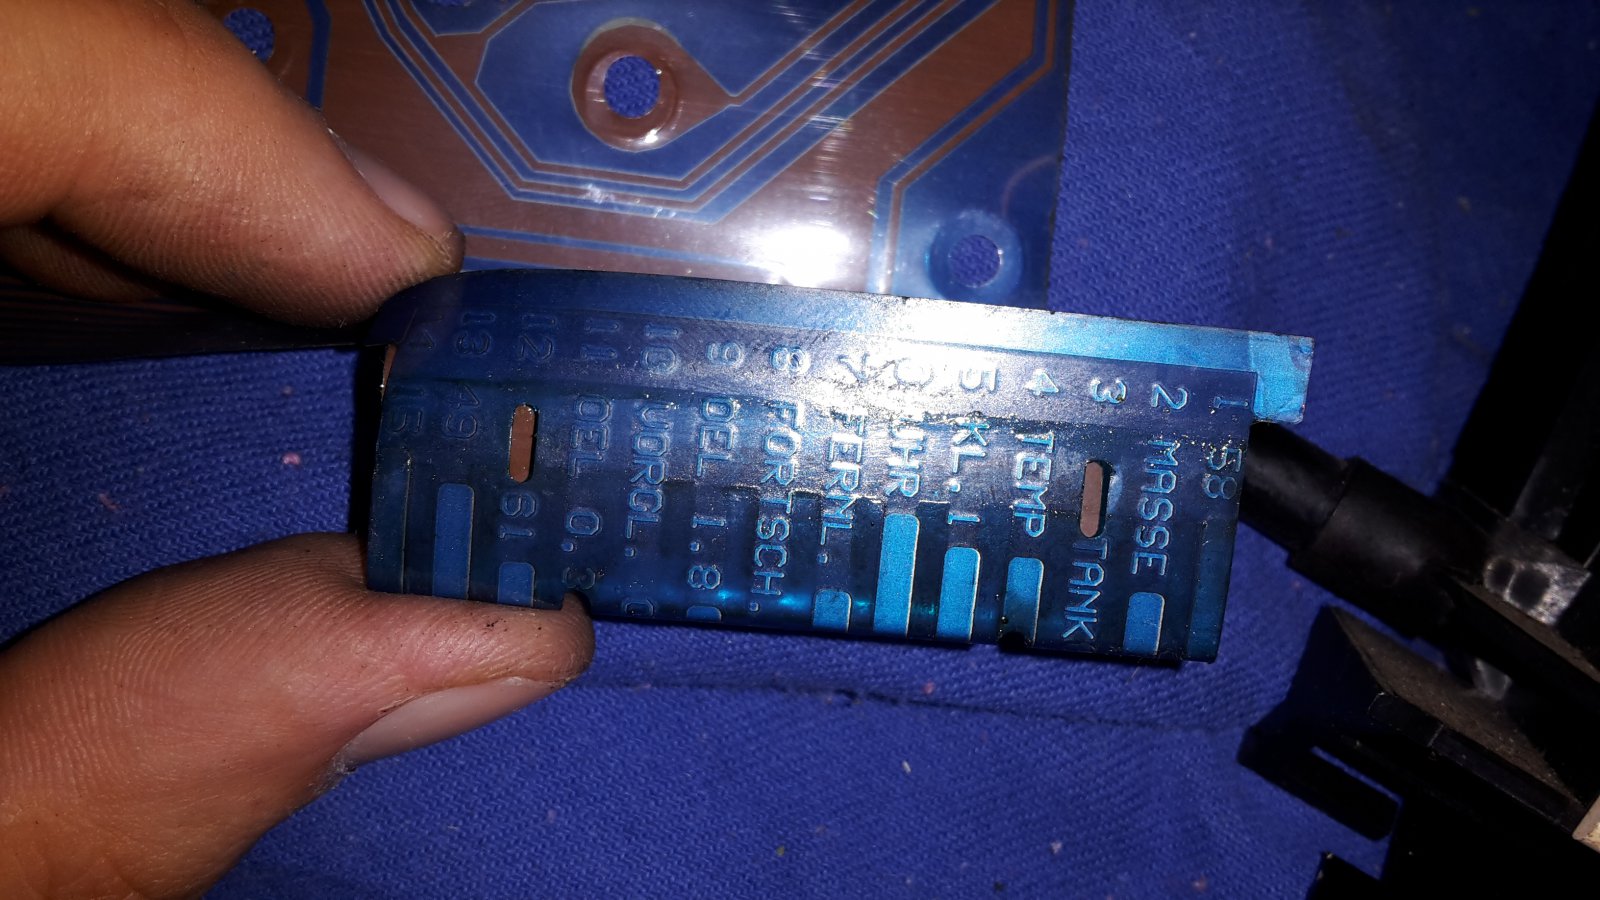 1 58
2 MASSE
3 TANK
4 TEMP
5 KL. 1
6 UHR
7 FERNL.
8 FORTSCH.
9 OEL 1.8
10 VORGL.
11 OEL 0.3
12 61
13 49
14 15